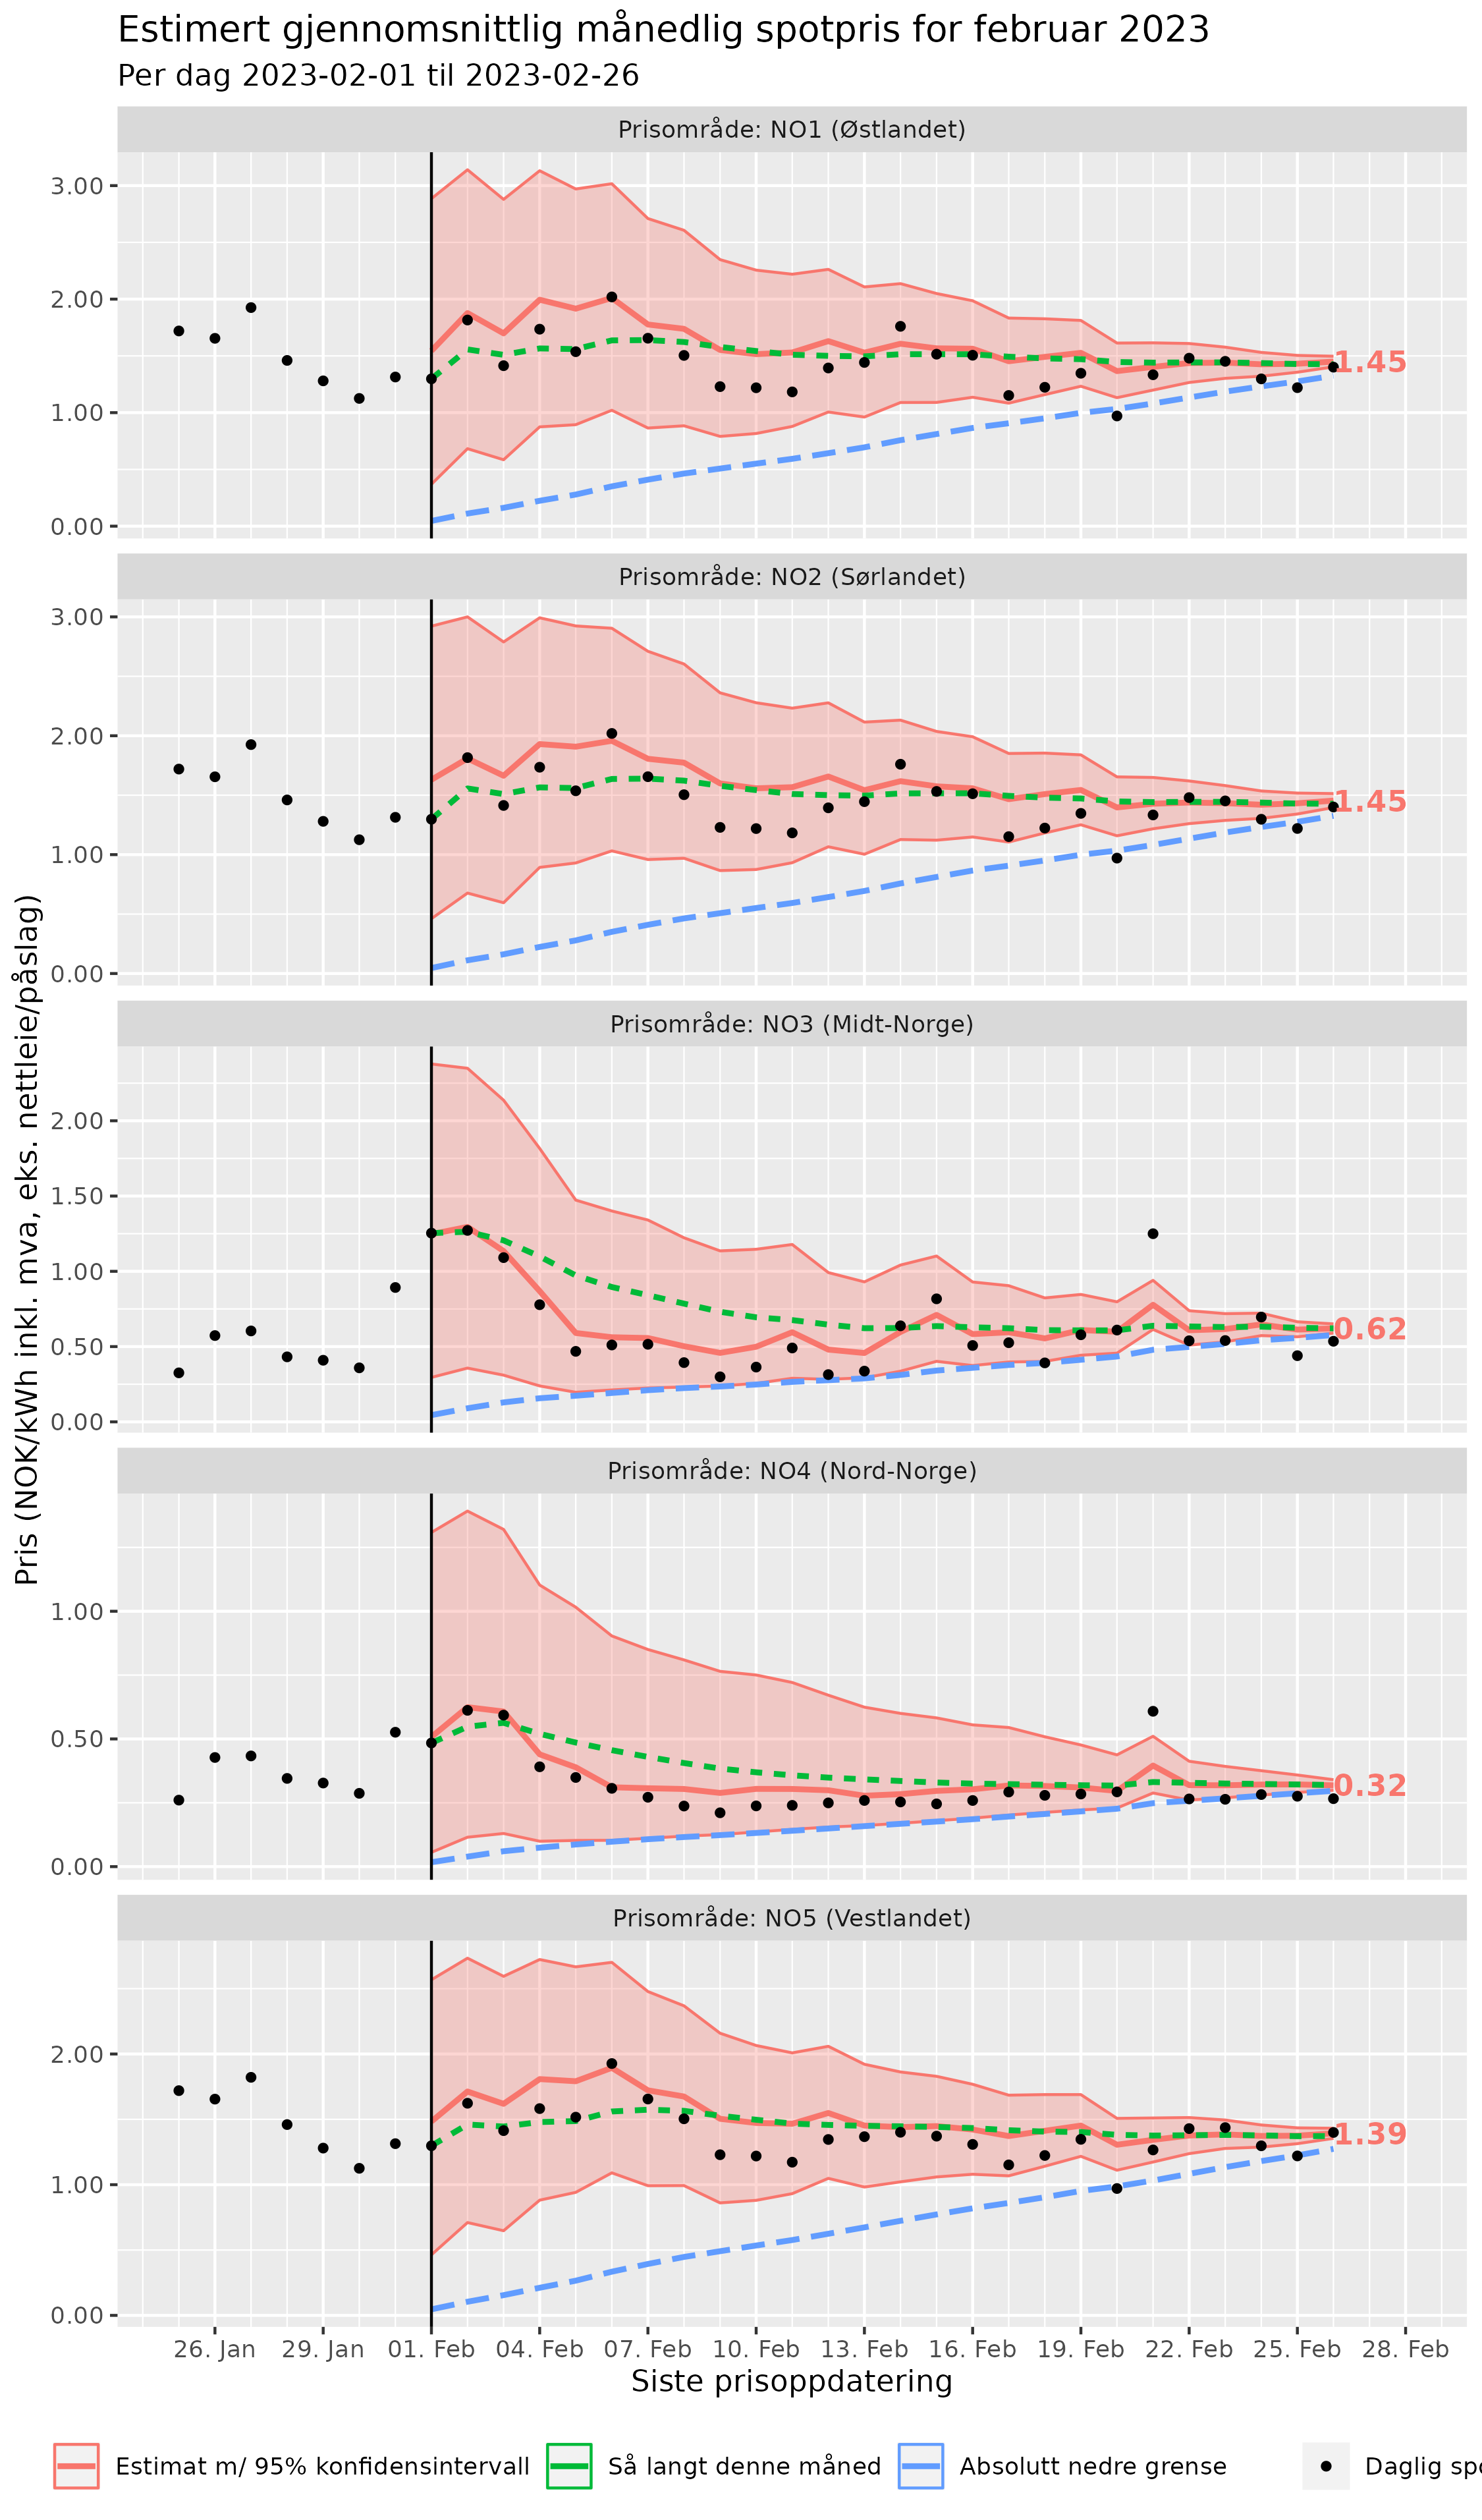 Estimert gjennomsnittlig månedlig spotpris for februar 2023
Per dag 2023-02-01 til 2023-02-26
Pris (NOK/kWh inkl. mva, eks. nettleie/påslag)
Prisområde: NO1 (Østlandet)
3.00
2.00
1.00
0.00
1.45
Prisområde: NO2 (Sørlandet)
3.00
2.00
1.00
0.00
1.45
Prisområde: NO3 (Midt-Norge)
2.00
1.50
1.00
0.50
0.00
0.62
Prisområde: NO4 (Nord-Norge)
1.00
0.50
0.00
0.32
Prisområde: NO5 (Vestlandet)
2.00
1.00
0.00
1.39
26. Jan 29. Jan 01. Feb 04. Feb 07. Feb 10. Feb 13. Feb 16. Feb 19. Feb 22. Feb 25. Feb 28. Feb
Siste prisoppdatering
Estimat m/ 95% konfidensintervall Så langt denne måned Absolutt nedre grense Daglig